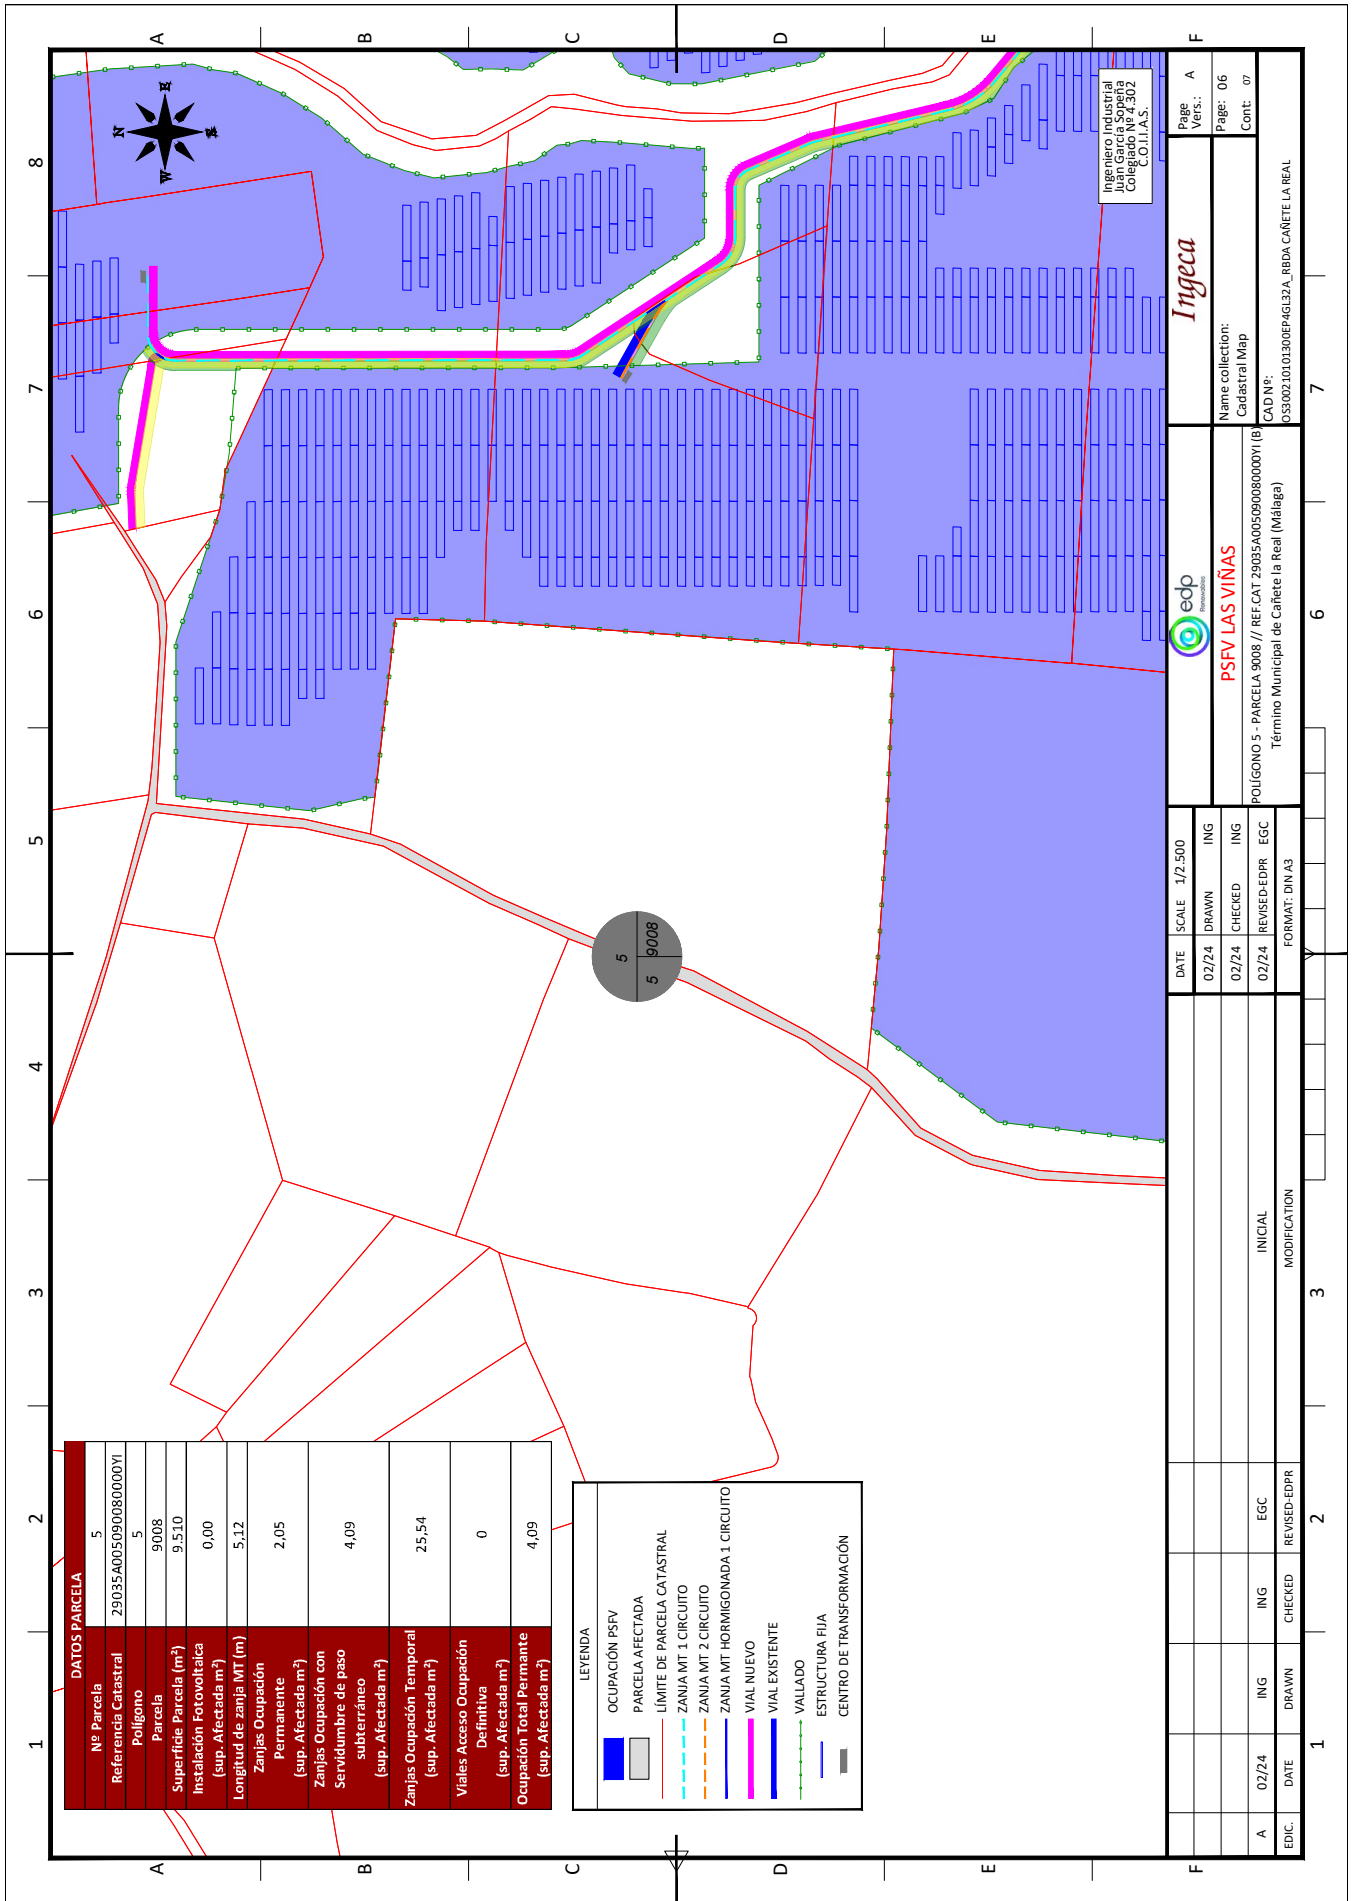 1
2
3
4
5
6
7
8
A
B
C
D
E
F
A
B
C
D
E
F
1
2
3
6
7
DATOS PARCELA
Nº Parcela 5
Referencia Catastral 29035A005090080000YI
Polígono 5
Parcela 9008
Superficie Parcela (m²) 9.510
Instalación Fotovoltaica
(sup. Afectada m²) 0,00
Longitud de zanja MT (m) 5,12
Zanjas Ocupación
Permanente
(sup. Afectada m²) 2,05
Zanjas Ocupación con
Servidumbre de paso
subterráneo
(sup. Afectada m²) 4,09
Zanjas Ocupación Temporal
(sup. Afectada m²) 25,54
Viales Acceso Ocupación
Definitiva
(sup. Afectada m²) 0
Ocupación Total Permante
(sup. Afectada m²) 4,09
LEYENDA
OCUPACIÓN PSFV
PARCELA AFECTADA
LÍMITE DE PARCELA CATASTRAL
ZANJA MT 1 CIRCUITO
ZANJA MT 2 CIRCUITO
ZANJA MT HORMIGONADA 1 CIRCUITO
VIAL NUEVO
VIAL EXISTENTE
VALLADO
ESTRUCTURA FIJA
CENTRO DE TRANSFORMACIÓN
5
5 9008
N
W E
S
Ingeniero Industrial
Juan García Sopeña
Colegiado Nº 4.302
C.O.I.I.A.S.
A 02/24 ING ING EGC INICIAL
EDIC. DATE DRAWN CHECKED REVISED-EDPR MODIFICATION
DATE SCALE 1/2.500
02/24 DRAWN ING
02/24 CHECKED ING
02/24 REVISED-EDPR EGC
FORMAT: DIN A3
edp
Renewables
PSFV LAS VIÑAS
POLÍGONO 5 - PARCELA 9008 // REF.CAT 29035A005090080000YI (B)
Término Municipal de Cañete la Real (Málaga)
Ingeca
Name collection:
Cadastral Map
CAD Nº:
OS3002101013000EP4GL32A_RBDA CAÑETE LA REAL
Page
Vers.: A
Page: 06
Cont: 07